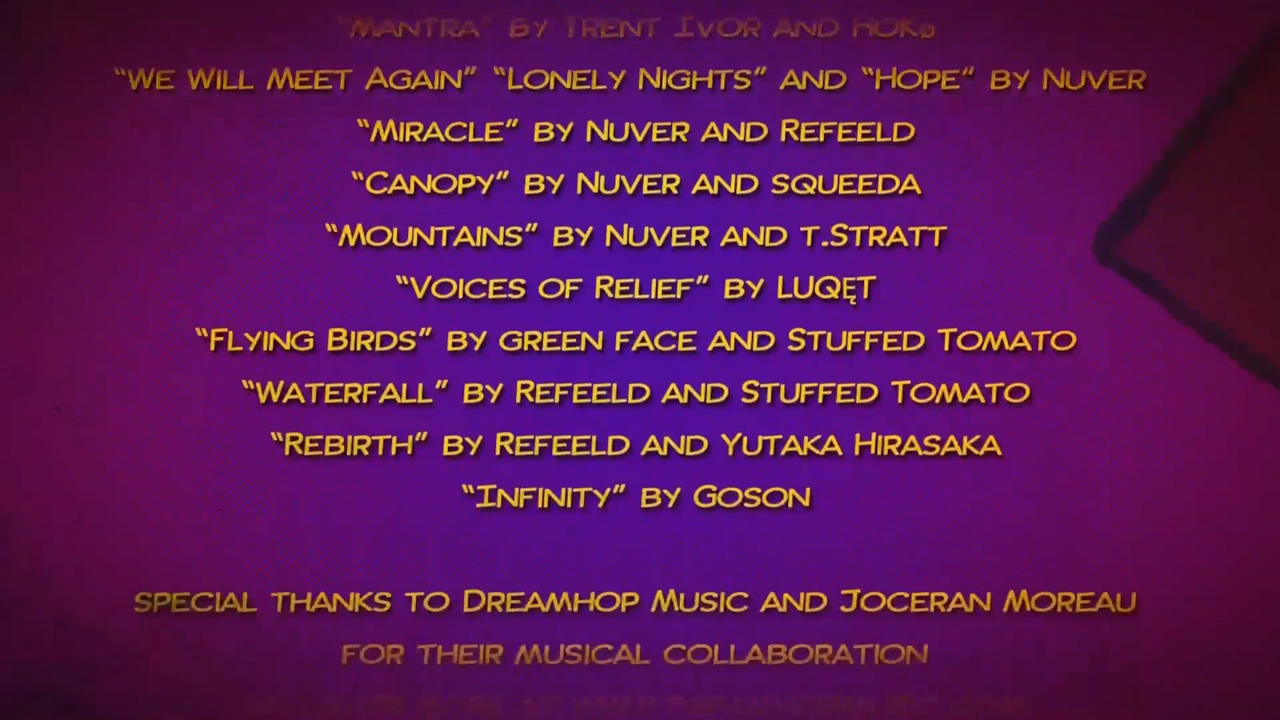 "Mantra" by Trent Ivor and Hokø
"We Will Meet Again" "Lonely Nights" and "Hope" by Nuver
"Miracle" by Nuver and Refeeld
"Canopy" by Nuver and squeeda
"Mountains" by Nuver and t.Stratt
"Voices of Relief" by LUQĘT
"Flying Birds" by green face and Stuffed Tomato
"Waterfall" by Refeeld and Stuffed Tomato
"Rebirth" by Refeeld and Yutaka Hirasaka
"Infinity" by Goson
special thanks to Dreamhop Music and Joceran Moreau
for their musical collaboration